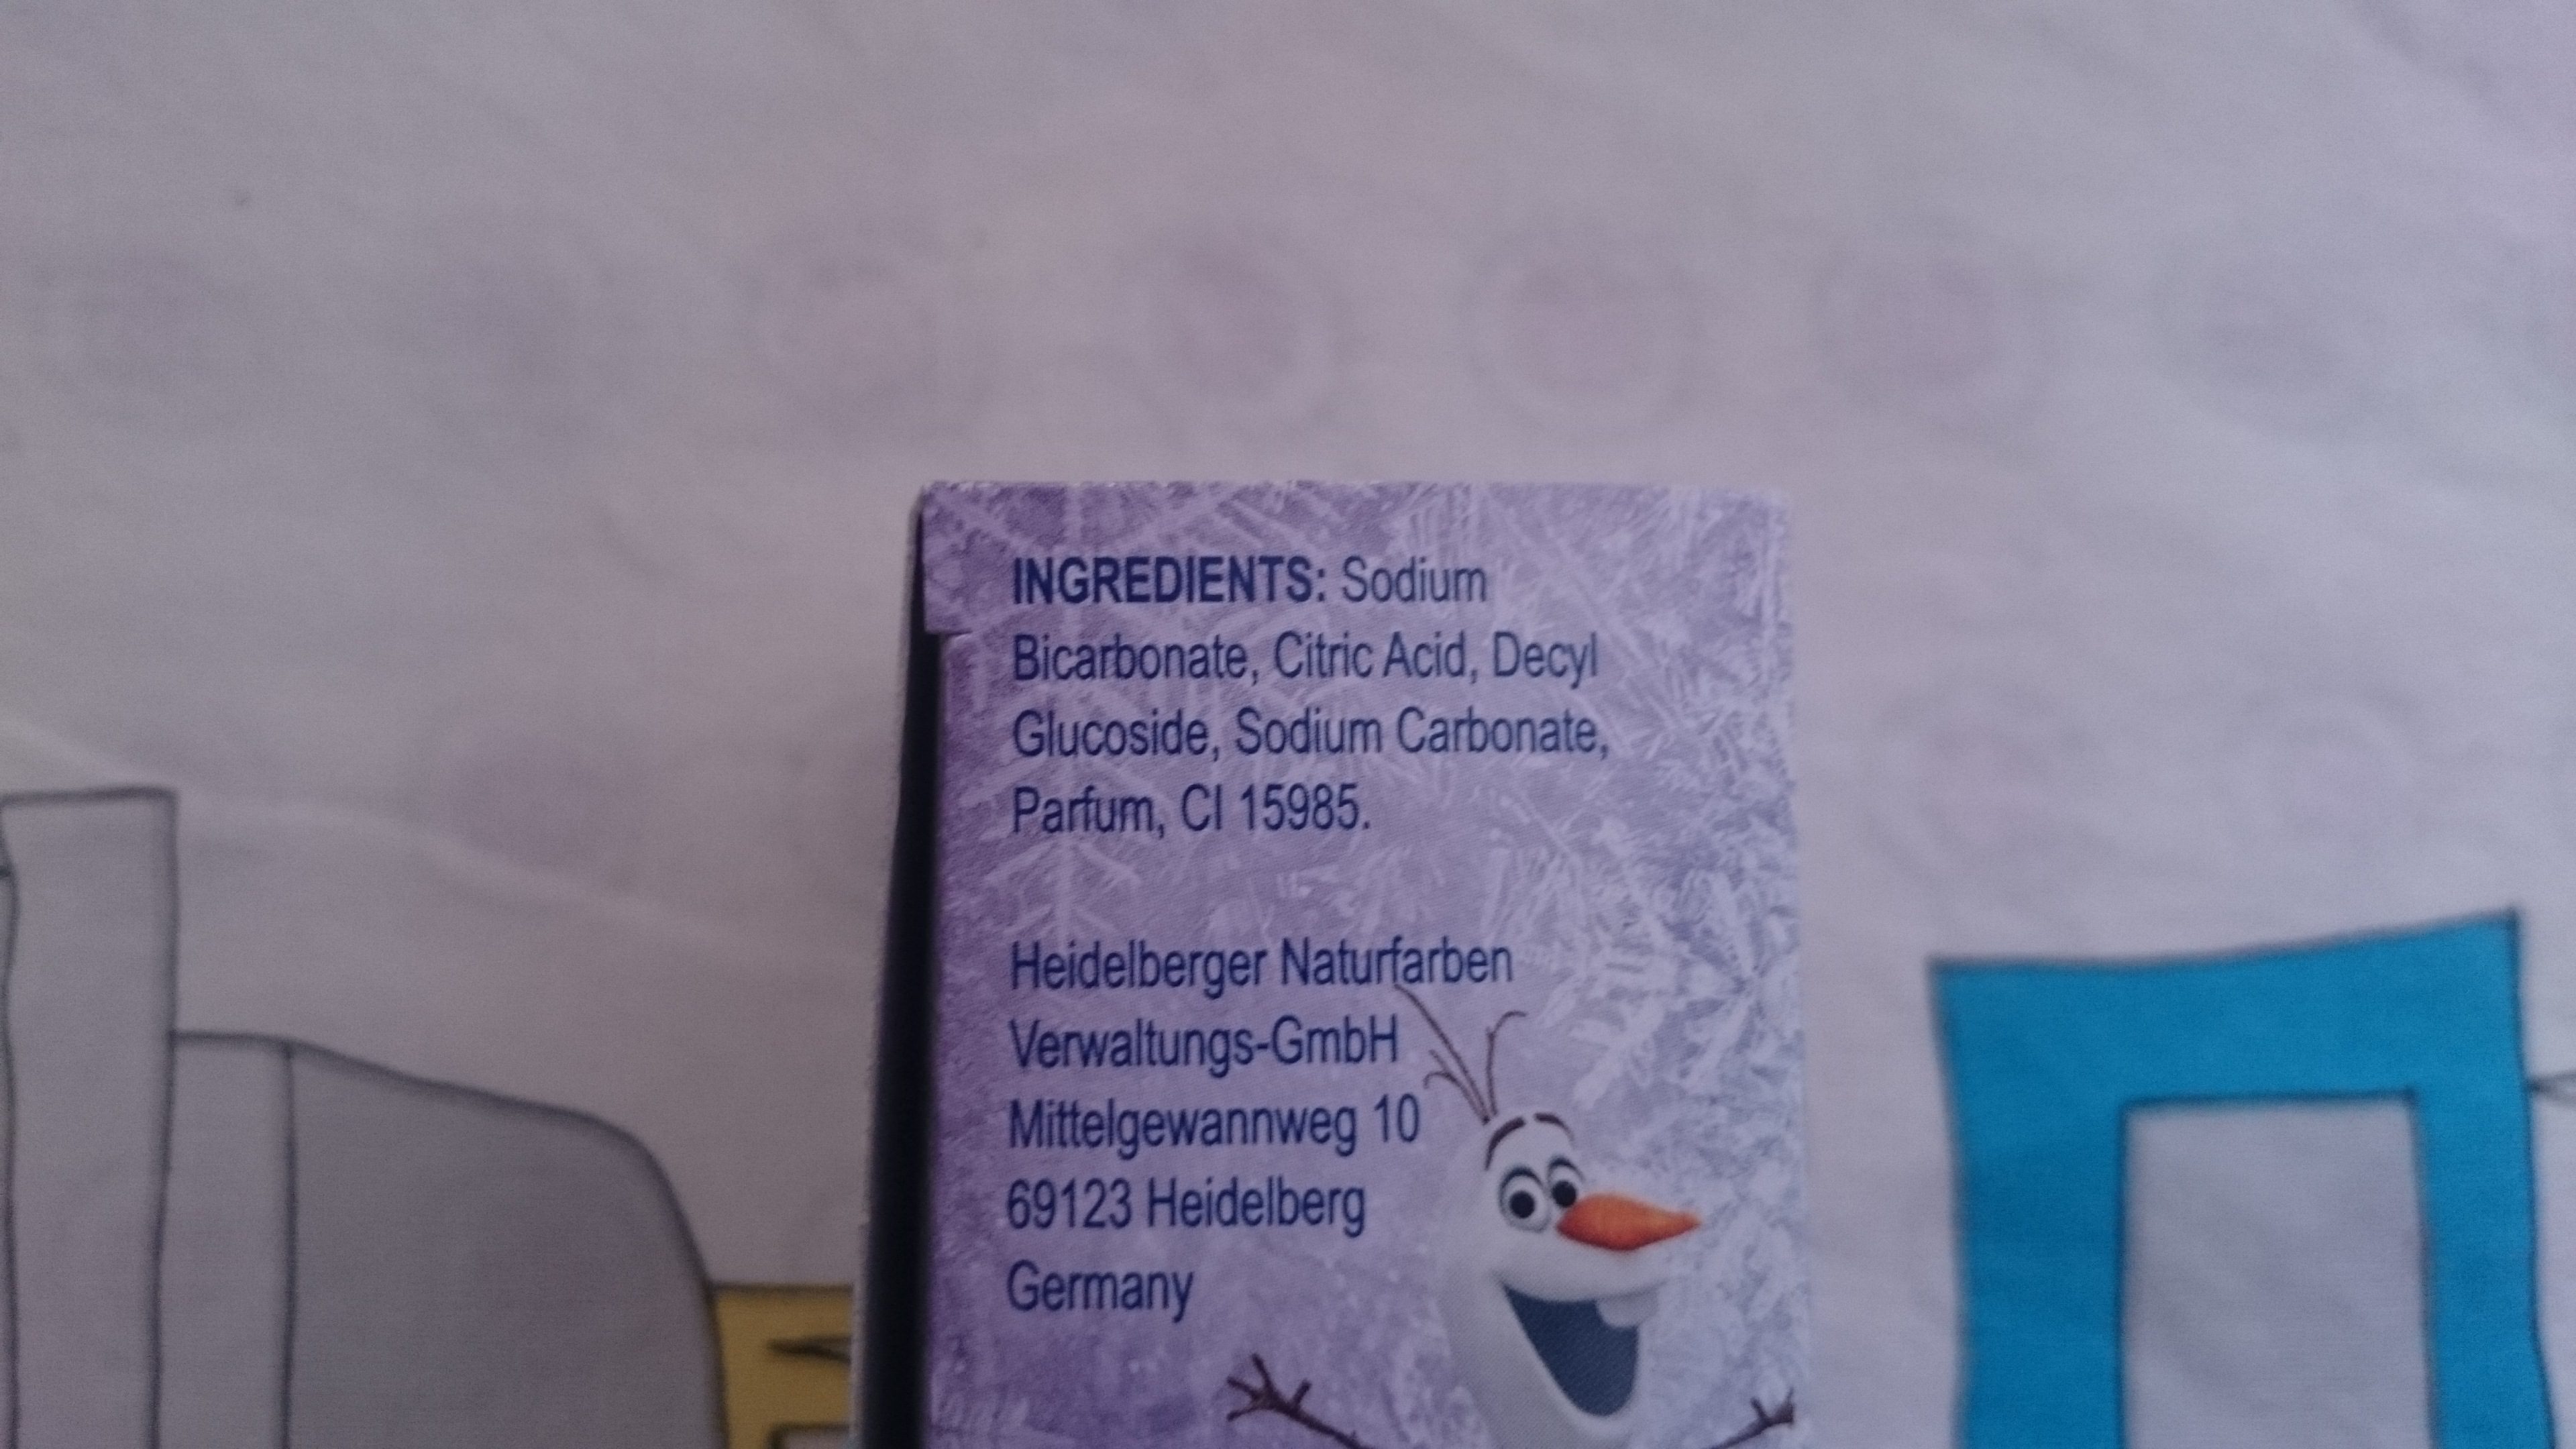 INGREDIENTS: Sodium
Bicarbonate, Citric Acid, Decyl
Glucoside, Sodium Carbonate,
Parfum, CI 15985.
Heidelberger Naturfarben
Verwaltungs-GmbH
Mittelgewannweg 10
69123 Heidelberg
Germany